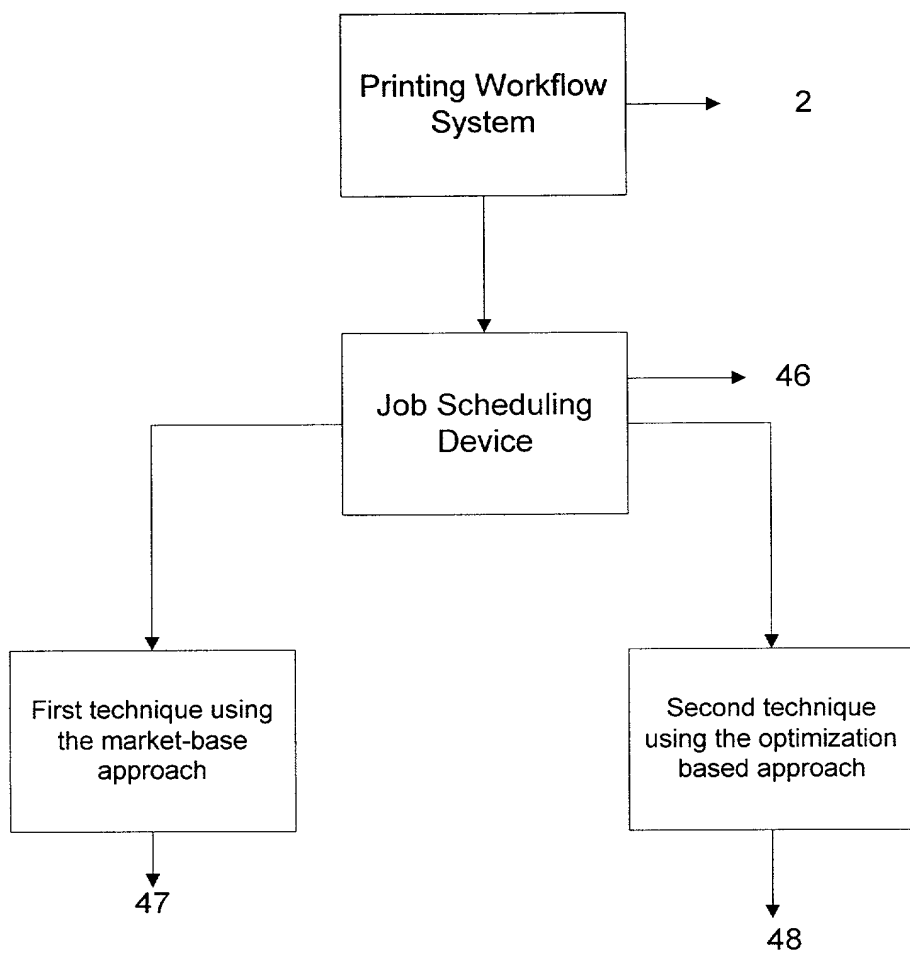 Printing Workflow
System
2
Job Scheduling
Device
46
First technique using
the market-base
approach
Second technique
using the optimization
based approach
47
48